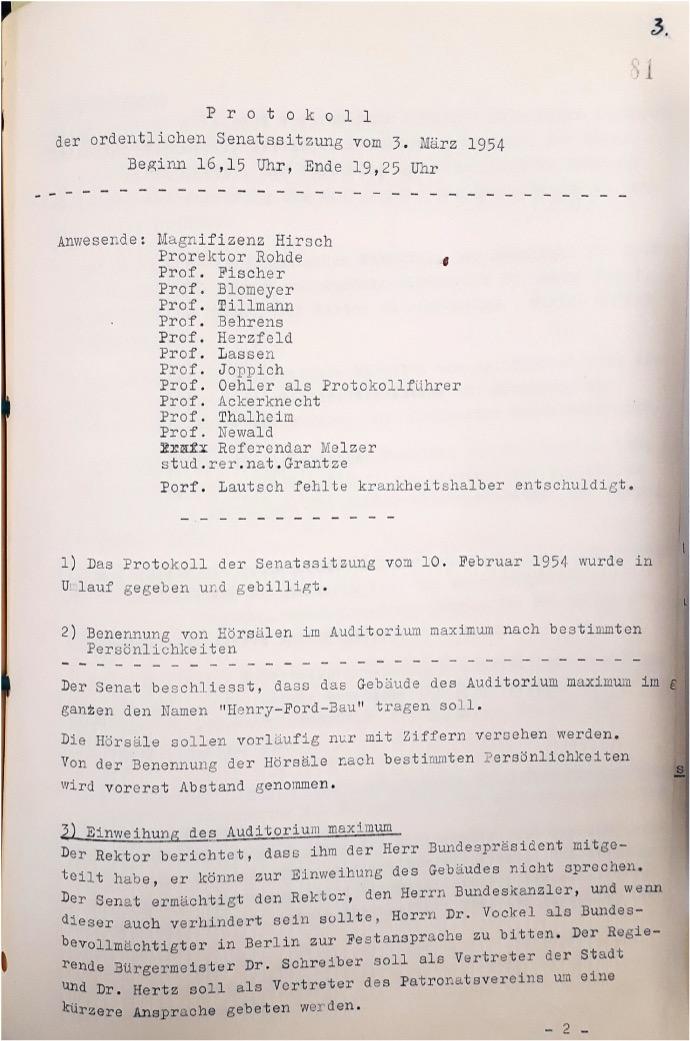 3.
81
P r o t o k o l l
der ordentlichen Senatssitzung vom 3. März 1954
Beginn 16,15 Uhr, Ende 19,25 Uhr
Anwesende: Magnifizenz Hirsch
Prorektor Rohde
Prof. Fischer
Prof. Blomeyer
Prof. Tillmann
Prof. Behrens
Prof. Herzfeld
Prof. Lassen
Prof. Joppich
Prof. Oehler als Protokollführer
Prof. Ackerknecht
Prof. Thalheim
Prof. Newald
Referendar Melzer
stud.rer.nat.Grantze
Porf. Lautsch fehlte krankheitshalber entschuldigt.
1) Das Protokoll der Senatssitzung vom 10. Februar 1954 wurde in
Umlauf gegeben und gebilligt.
2) Benennung von Hörsälen im Auditorium maximum nach bestimmten
Persönlichkeiten
Der Senat beschliesst, dass das Gebäude des Auditorium maximum im
ganzen den Namen "Henry-Ford-Bau" tragen soll.
Die Hörsäle sollen vorläufig nur mit Ziffern versehen werden.
Von der Benennung der Hörsäle nach bestimmten Persönlichkeiten
wird vorerst Abstand genommen.
3) Einweihung des Auditorium maximum
Der Rektor berichtet, dass ihm der Herr Bundespräsident mitge-
teilt habe, er könne zur Einweihung des Gebäudes nicht sprechen.
Der Senat ermächtigt den Rektor, den Herrn Bundeskanzler, und wenn
dieser auch verhindert sein sollte, Herrn Dr. Vockel als Bundes-
bevollmächtigter in Berlin zur Festansprache zu bitten. Der Regie-
rende Bürgermeister Dr. Schreiber soll als Vertreter der Stadt
und Dr. Hertz soll als Vertreter des Patronatsvereins um eine
kürzere Ansprache gebeten werden.
- 2 -